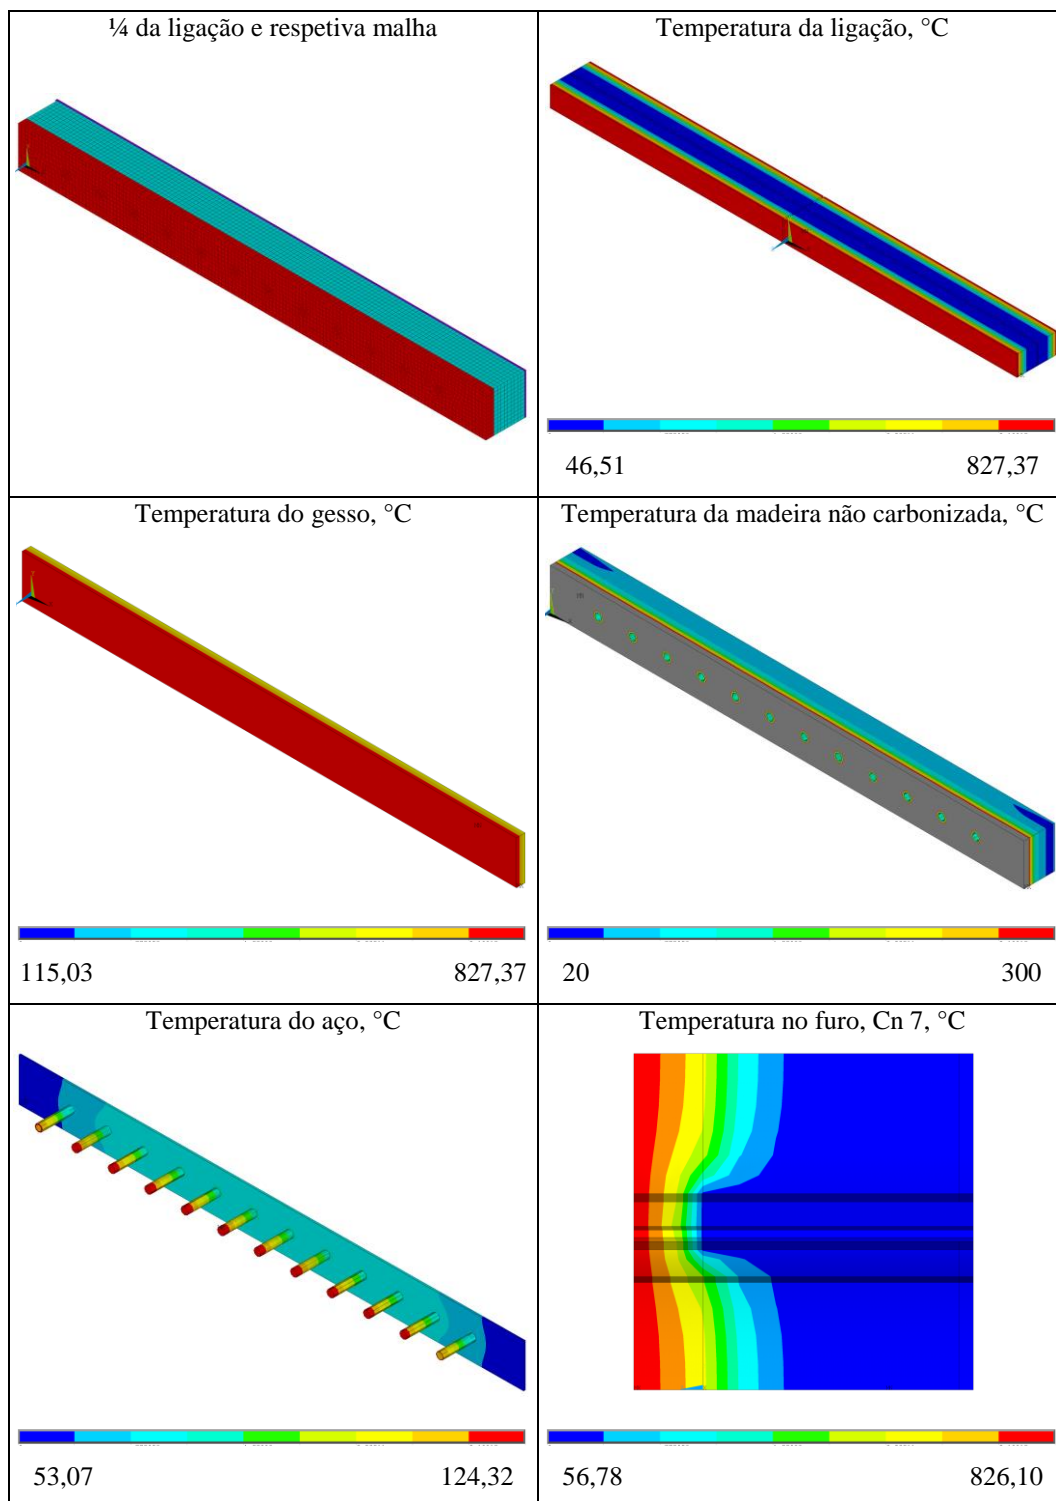 ¼ da ligação e respetiva malha
Temperatura da ligação, °C
46,51 827,37
Temperatura do gesso, °C
Temperatura da madeira não carbonizada, °C
115,03 827,37
20 300
Temperatura do aço, °C
Temperatura no furo, Cn 7, °C
53,07 124,32
56,78 826,10